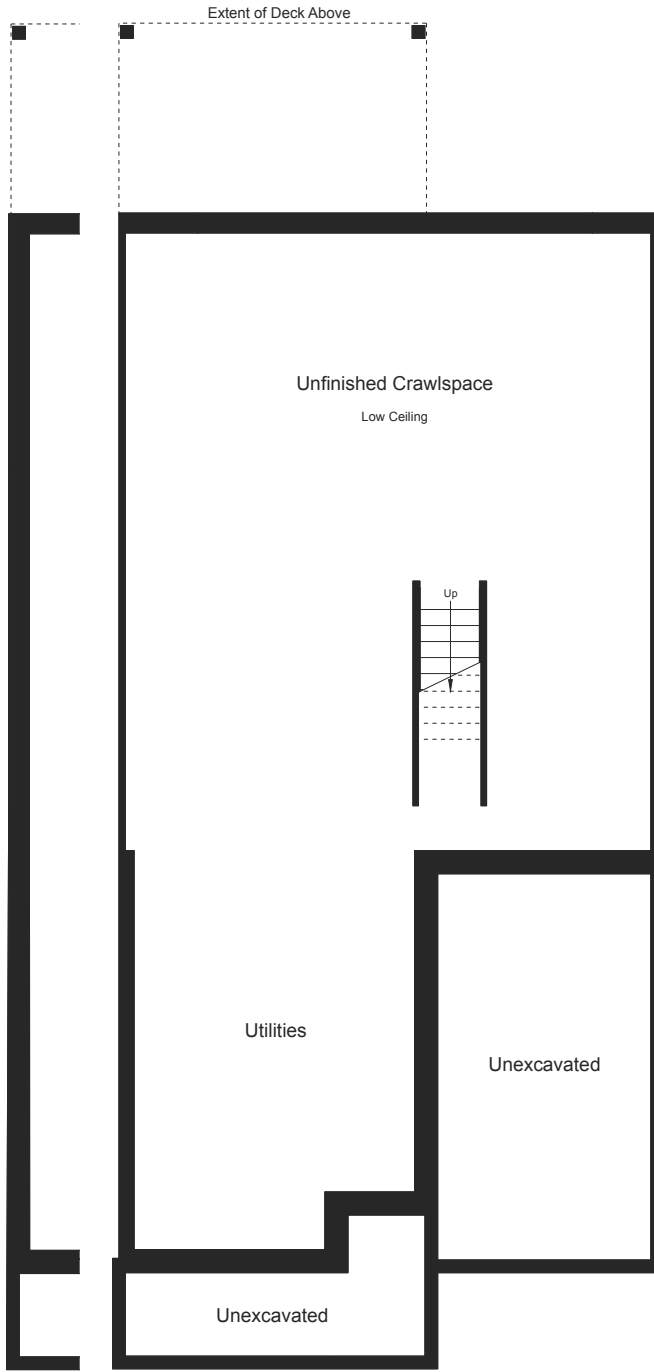 Extent of Deck Above
Unfinished Crawlspace
Low Ceiling
Up
Utilities
Unexcavated
Unexcavated